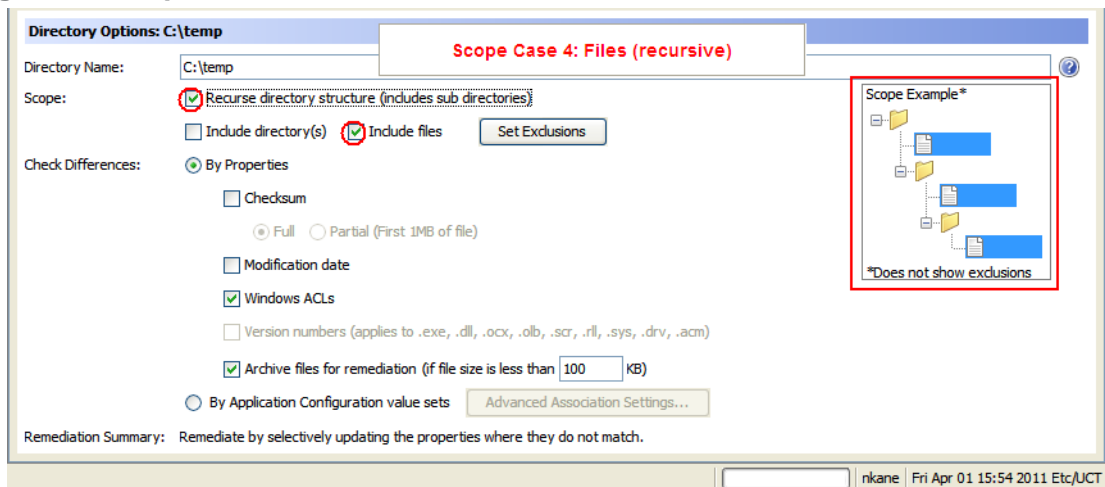 Directory Options: C:\temp
Scope Case 4: Files (recursive)
Directory Name: C:\temp
Scope: Recurse directory structure (includes sub directories)
Scope Example*
Include directory(s) Include files Set Exclusions
Check Differences: By Properties
Checksum
Full Partial (First 1MB of file)
Modification date
*Does not show exclusions
Windows ACLs
Version numbers (applies to .exe, .dll, .ocx, .olb, .scr, .rll, .sys, .drv, .acm)
Archive files for remediation (if file size is less than 100 KB)
By Application Configuration value sets Advanced Association Settings...
Remediation Summary: Remediate by selectively updating the properties where they do not match.
nkane Fri Apr 01 15:54 2011 Etc/UCT